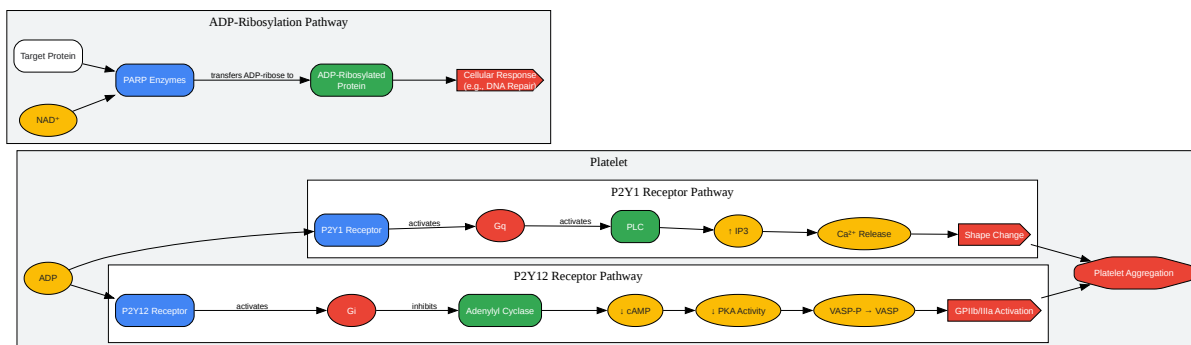 ADP-Ribosylation Pathway
Target Protein
NAD⁺
PARP Enzymes
transfers ADP-ribose to
ADP-Ribosylated
Protein
Cellular Response
(e.g., DNA Repair)
Platelet
P2Y1 Receptor Pathway
P2Y1 Receptor
activates
Gq
activates
PLC
↑ IP3
Ca²⁺ Release
Shape Change
ADP
Platelet Aggregation
P2Y12 Receptor Pathway
P2Y12 Receptor
activates
Gi
inhibits
Adenylyl Cyclase
↓ cAMP
↓ PKA Activity
VASP-P → VASP
GPIIb/IIIa Activation